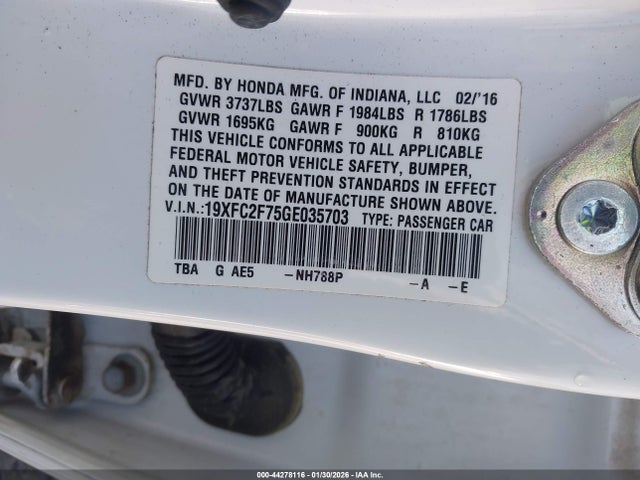 MFD. BY HONDA MFG. OF INDIANA, LLC 02/'16
GVWR 3737LBS GAWR F 1984LBS R 1786LBS
GVWR 1695KG GAWR F 900KG R 810KG
THIS VEHICLE CONFORMS TO ALL APPLICABLE
FEDERAL MOTOR VEHICLE SAFETY, BUMPER,
AND THEFT PREVENTION STANDARDS IN EFFECT
ON THE DATE OF MANUFACTURE SHOWN ABOVE.
V.I.N.:19XFC2F75GE035703 TYPE: PASSENGER CAR
TBA G AE5 -NH788P -A -E
000-44278116 - 01/30/2026 - IAA, Inc.